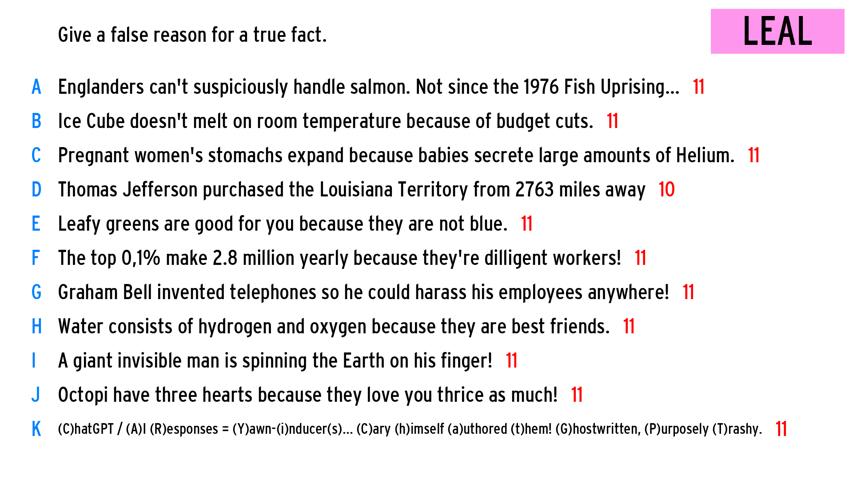 Give a false reason for a true fact.
LEAL
A Englanders can't suspiciously handle salmon. Not since the 1976 Fish Uprising... 11
B Ice Cube doesn't melt on room temperature because of budget cuts. 11
C Pregnant women's stomachs expand because babies secrete large amounts of Helium. 11
D Thomas Jefferson purchased the Louisiana Territory from 2763 miles away 10
E Leafy greens are good for you because they are not blue. 11
F The top 0,1% make 2.8 million yearly because they're dilligent workers! 11
G Graham Bell invented telephones so he could harass his employees anywhere! 11
H Water consists of hydrogen and oxygen because they are best friends. 11
I A giant invisible man is spinning the Earth on his finger! 11
J Octopi have three hearts because they love you thrice as much! 11
K (C)hatGPT / (A)I (R)esponses = (Y)awn-(i)nducer(s)... (C)ary (h)imself (a)uthored (t)hem! (G)hostwritten, (P)urposely (T)rashy. 11